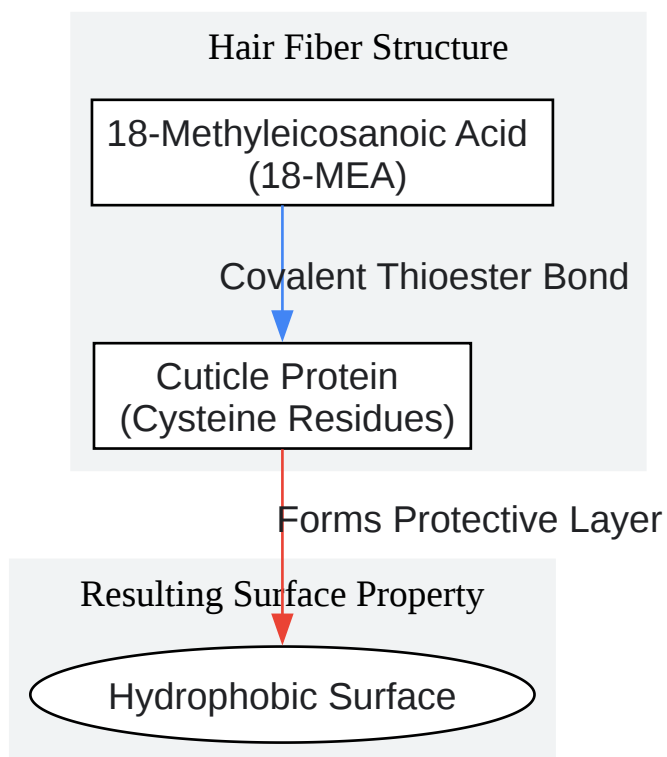 Hair Fiber Structure
18-Methyleicosanoic Acid
(18-MEA)
Covalent Thioester Bond
Cuticle Protein
(Cysteine Residues)
Forms Protective Layer
Resulting Surface Property
Hydrophobic Surface